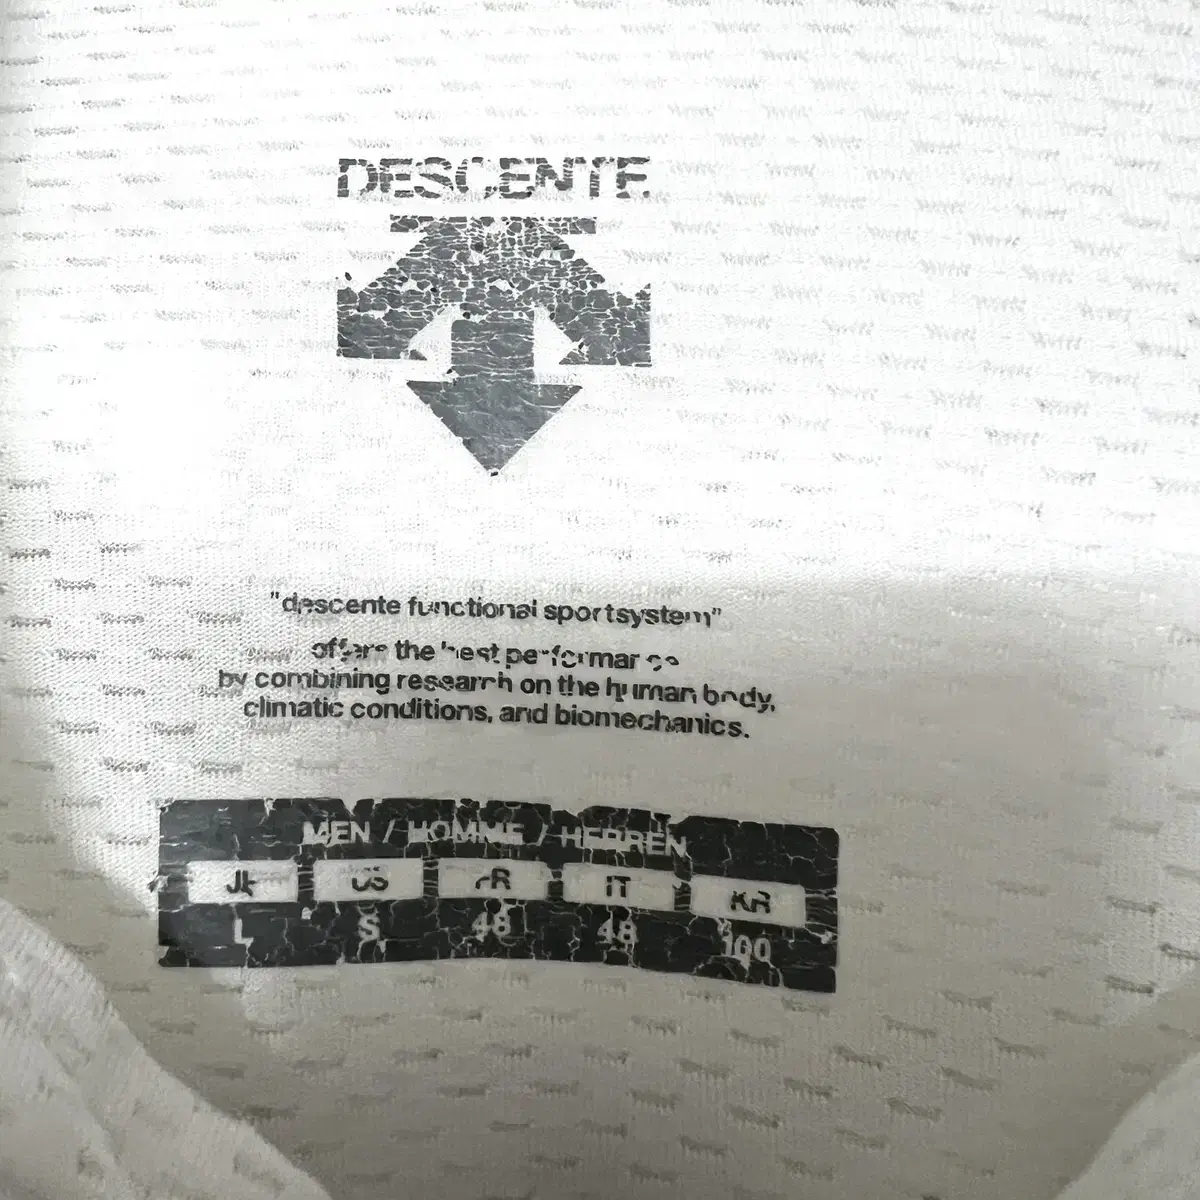 DESCENTE
"descente functional sportsystem"
offers the best performance
by combining research on the human body,
climatic conditions, and biomechanics.
MEN / HOMME / HERREN
JP US FR IT KR
L S 48 48 100